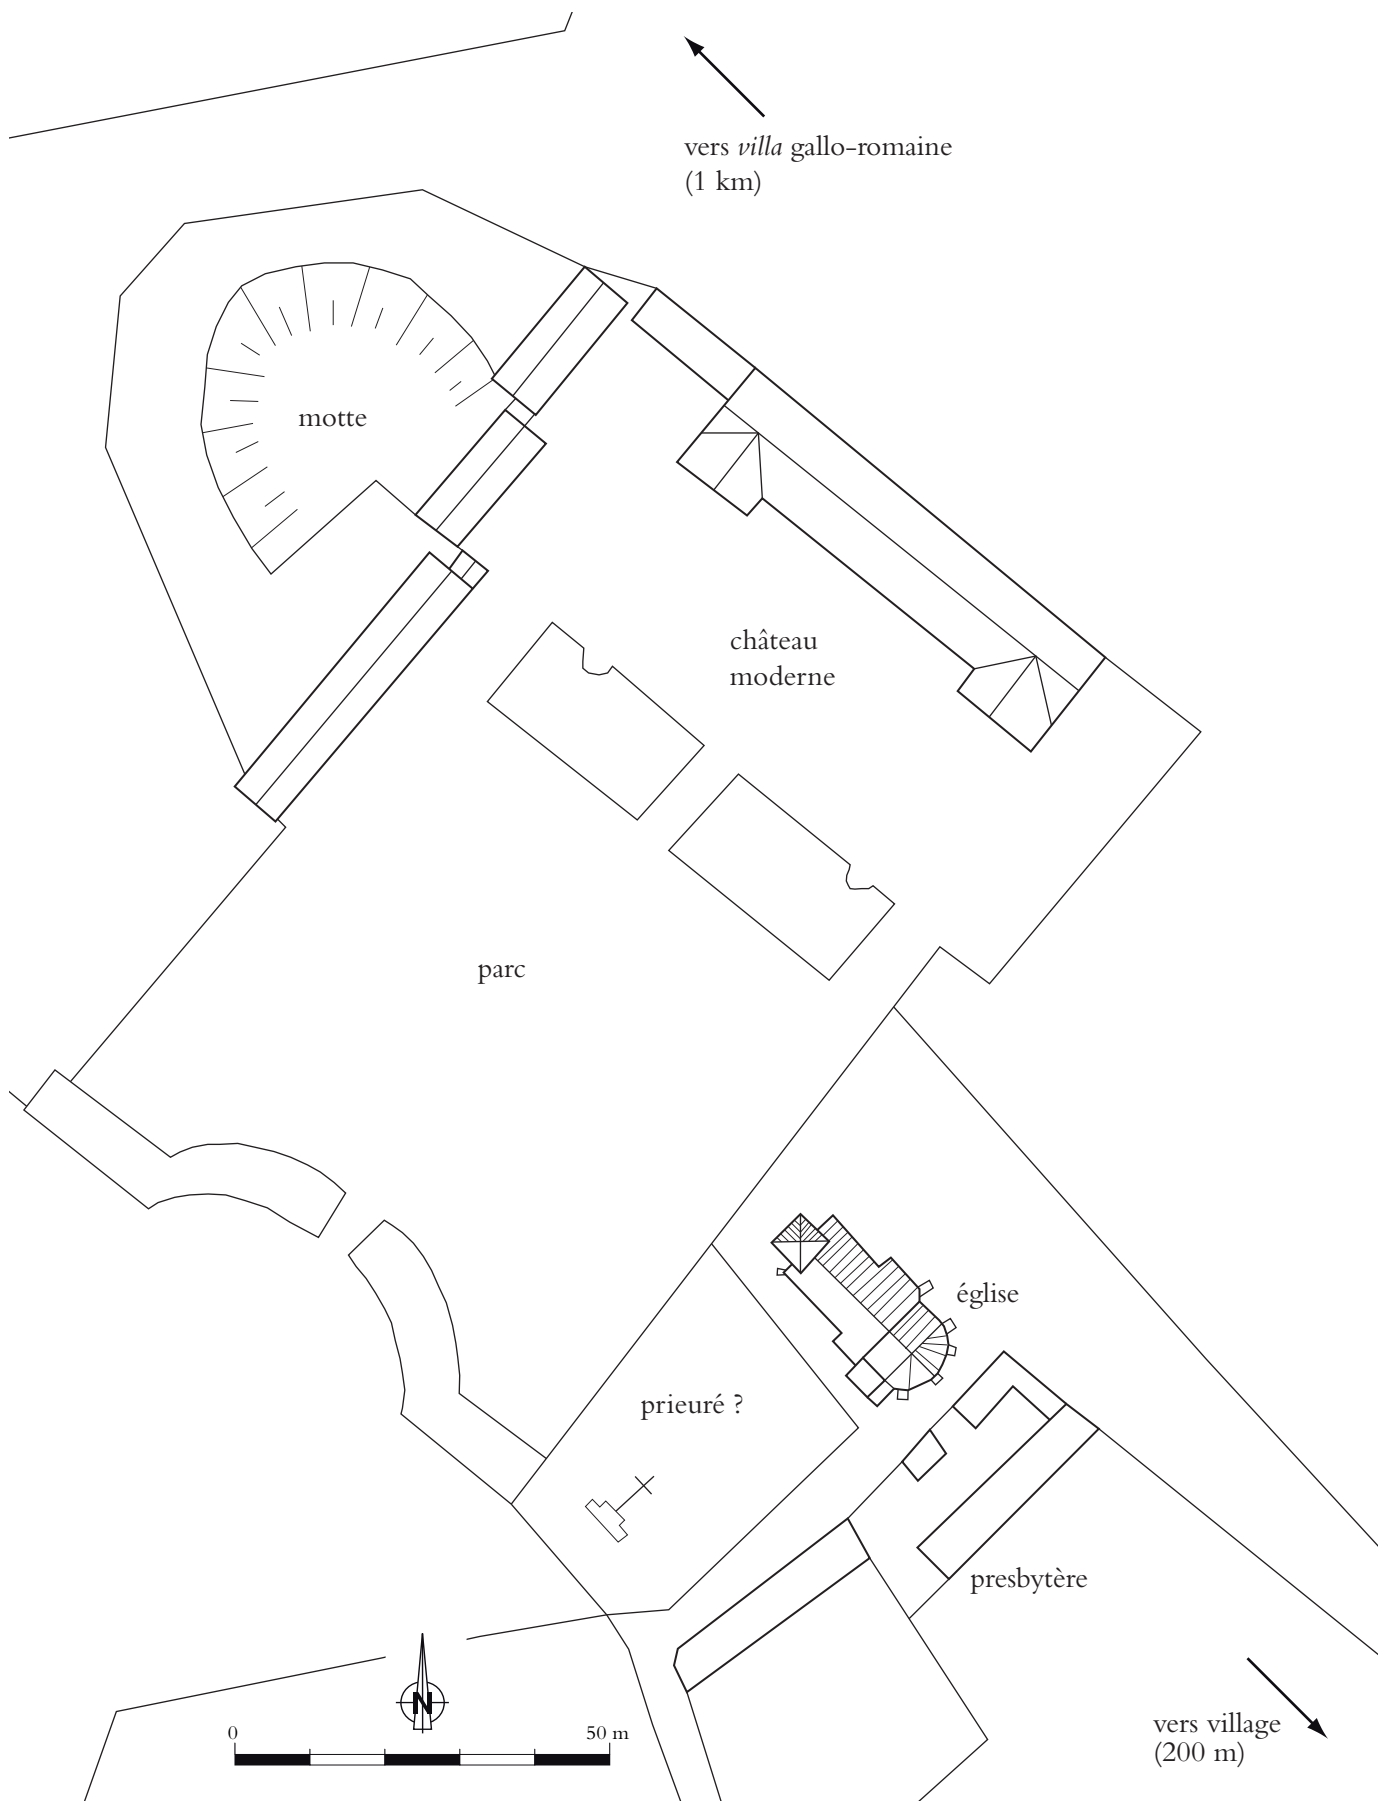 vers villa gallo-romaine
(1 km)
motte
château
moderne
parc
église
prieuré ?
presbytère
N
0
50 m
vers village
(200 m)